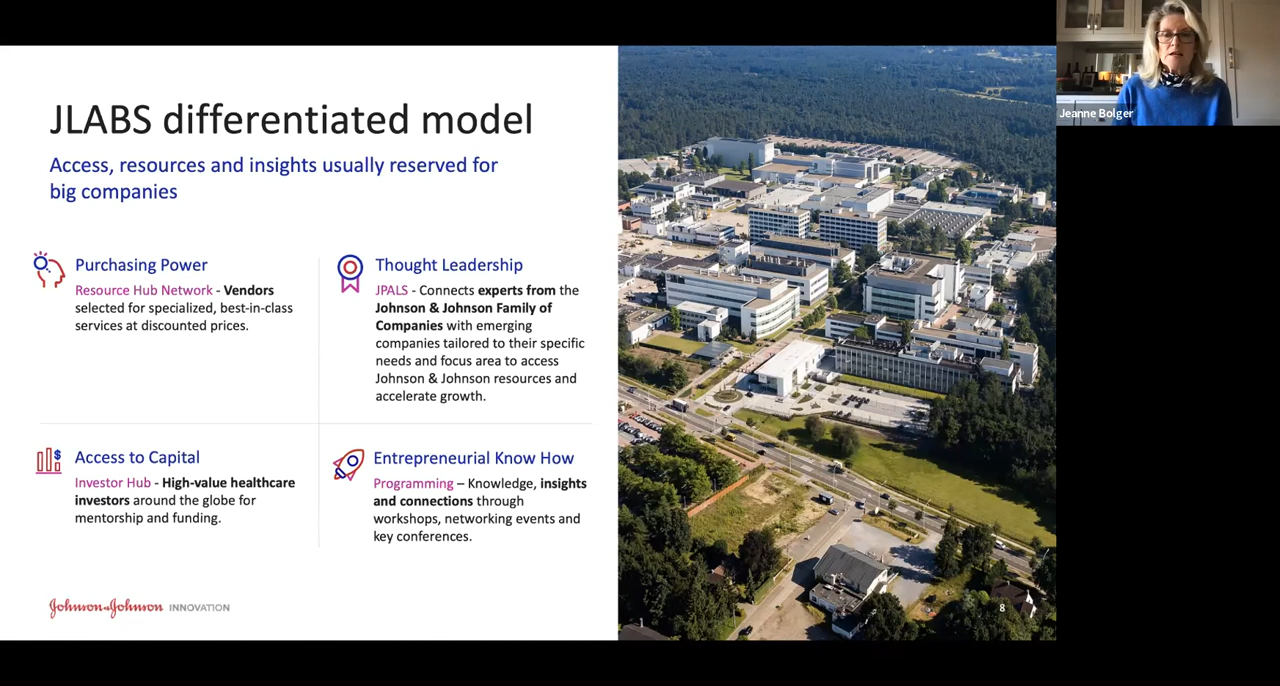 JLABS differentiated model
Access, resources and insights usually reserved for
big companies
Purchasing Power
Resource Hub Network - Vendors
selected for specialized, best-in-class
services at discounted prices.
Thought Leadership
JPALS - Connects experts from the
Johnson & Johnson Family of
Companies with emerging
companies tailored to their specific
needs and focus area to access
Johnson & Johnson resources and
accelerate growth.
Access to Capital
Investor Hub - High-value healthcare
investors around the globe for
mentorship and funding.
Entrepreneurial Know How
Programming – Knowledge, insights
and connections through
workshops, networking events and
key conferences.
Johnson & Johnson INNOVATION
8
Jeanne Bolger